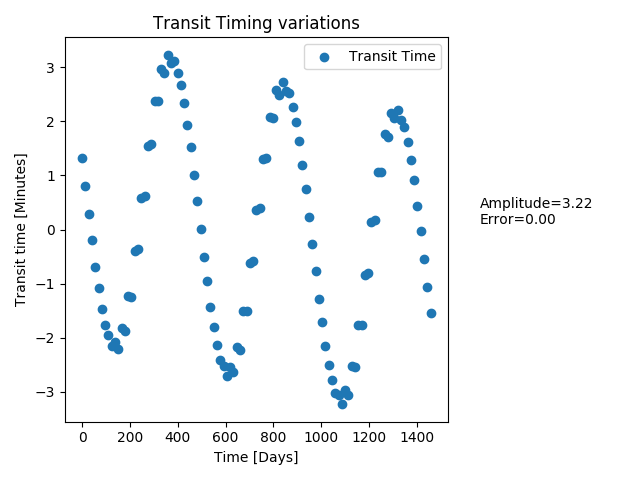 Transit Timing variations
Transit Time
3
2
1
0
−1
−2
−3
Transit time [Minutes]
Amplitude=3.22
Error=0.00
0 200 400 600 800 1000 1200 1400
Time [Days]